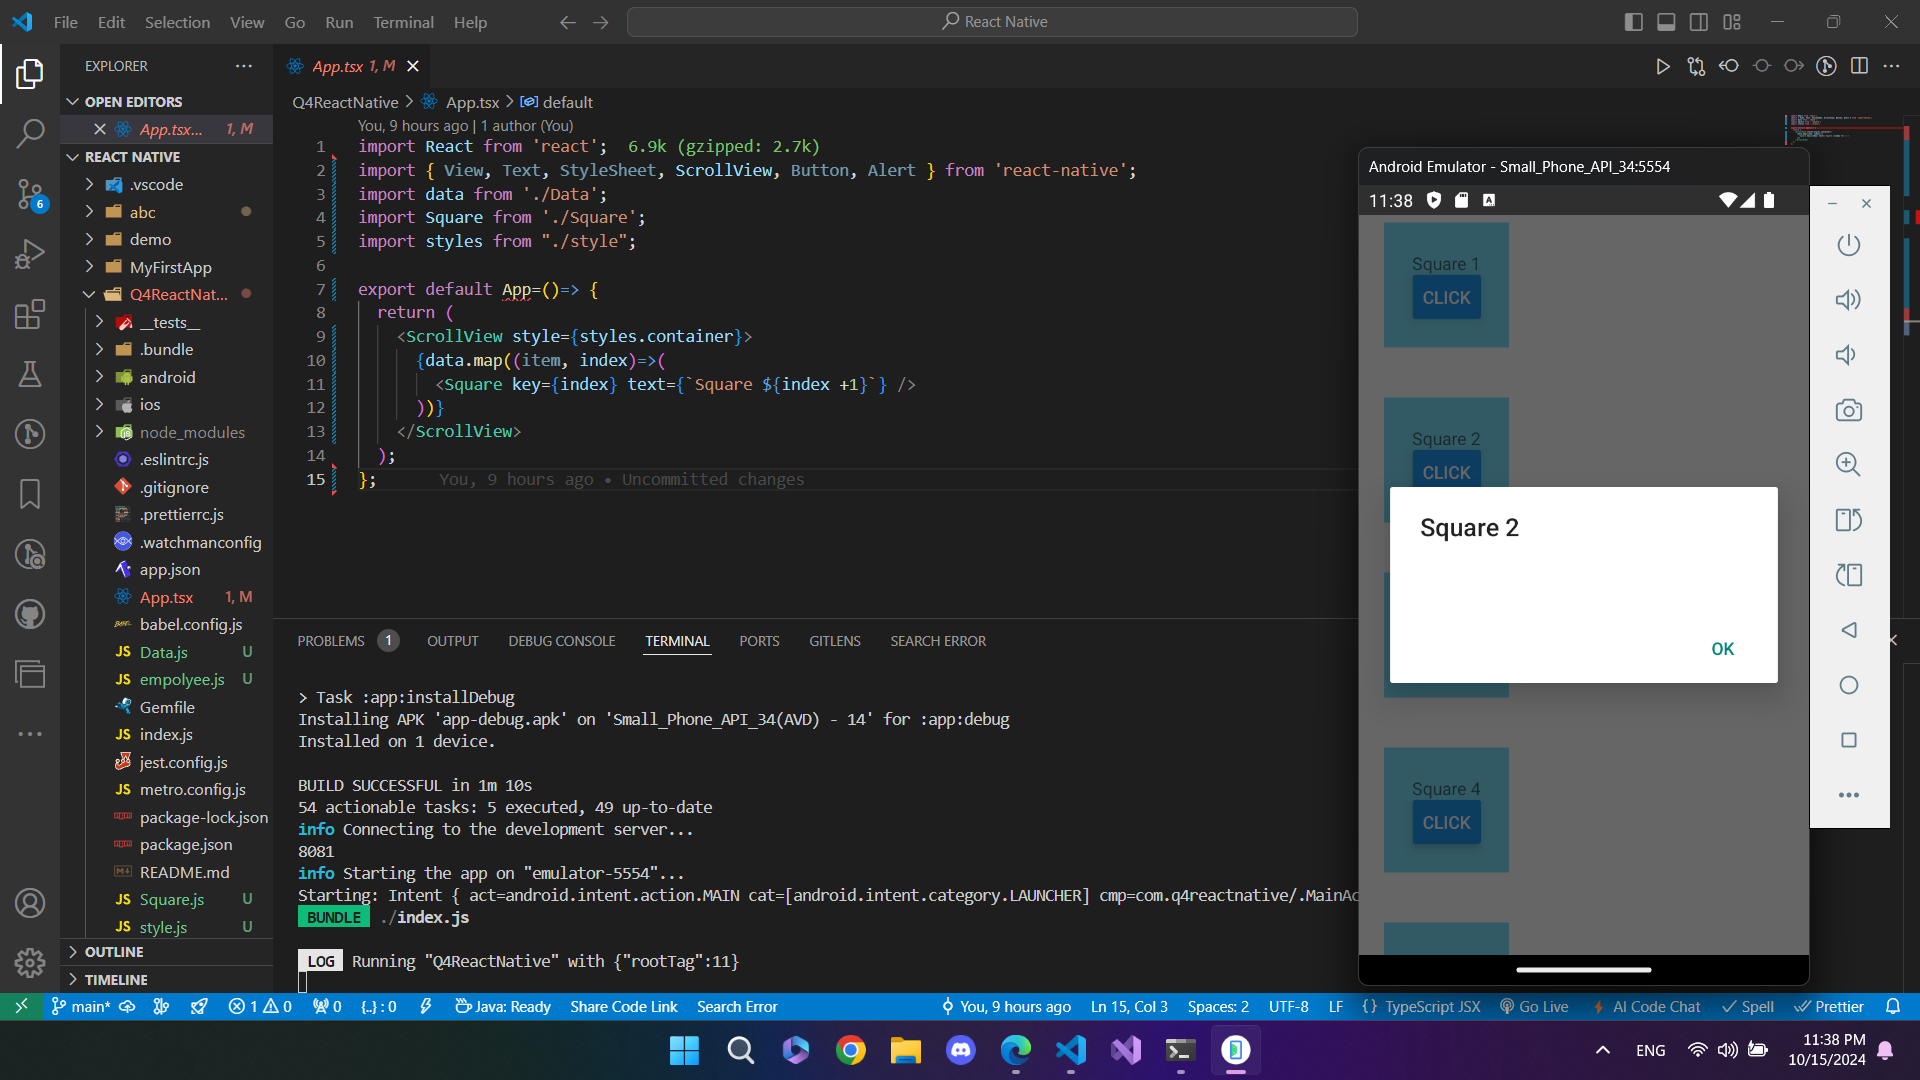 File Edit Selection View Go Run Terminal Help
React Native
EXPLORER
OPEN EDITORS
App.tsx... 1, M
REACT NATIVE
.vscode
abc
demo
MyFirstApp
Q4ReactNat...
__tests__
.bundle
android
ios
node_modules
.eslintrc.js
.gitignore
.prettierrc.js
.watchmanconfig
app.json
App.tsx 1, M
babel.config.js
Data.js U
empolyee.js U
Gemfile
index.js
jest.config.js
metro.config.js
package-lock.json
package.json
README.md
Square.js U
style.js U
OUTLINE
TIMELINE
6
App.tsx 1, M
Q4ReactNative > App.tsx > default
You, 9 hours ago | 1 author (You)
1 import React from 'react'; 6.9k (gzipped: 2.7k)
2 import { View, Text, StyleSheet, ScrollView, Button, Alert } from 'react-native';
3 import data from './Data';
4 import Square from './Square';
5 import styles from "./style";
6
7 export default App=()=> {
8 return (
9 <ScrollView style={styles.container}>
10 {data.map((item, index)=>(
11 <Square key={index} text={`Square ${index +1}`} />
12 ))}
13 </ScrollView>
14 );
15 }; You, 9 hours ago • Uncommitted changes
PROBLEMS 1 OUTPUT DEBUG CONSOLE TERMINAL PORTS GITLENS SEARCH ERROR
> Task :app:installDebug
Installing APK 'app-debug.apk' on 'Small_Phone_API_34(AVD) - 14' for :app:debug
Installed on 1 device.
BUILD SUCCESSFUL in 1m 10s
54 actionable tasks: 5 executed, 49 up-to-date
info Connecting to the development server...
8081
info Starting the app on "emulator-5554"...
Starting: Intent { act=android.intent.action.MAIN cat=[android.intent.category.LAUNCHER] cmp=com.q4reactnative/.MainAc
BUNDLE ./index.js
LOG Running "Q4ReactNative" with {"rootTag":11}
Android Emulator - Small_Phone_API_34:5554
11:38
Square 1
CLICK
Square 2
CLICK
Square 2
OK
Square 4
CLICK
main* 1 0 0 {..} : 0 Java: Ready Share Code Link Search Error You, 9 hours ago Ln 15, Col 3 Spaces: 2 UTF-8 LF {} TypeScript JSX Go Live AI Code Chat Spell Prettier
ENG
11:38 PM
10/15/2024